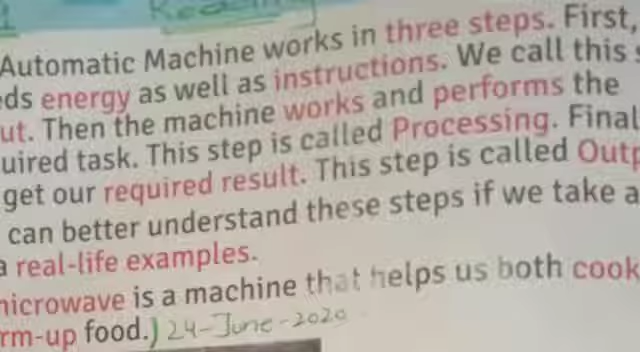 Automatic Machine works in three steps. First,
eds energy as well as instructions. We call this s
ut. Then the machine works and performs the
uired task. This step is called Processing. Final
get our required result. This step is called Outp
can better understand these steps if we take a
a real-life examples.
microwave is a machine that helps us both cook
rm-up food.) 24-June-2020